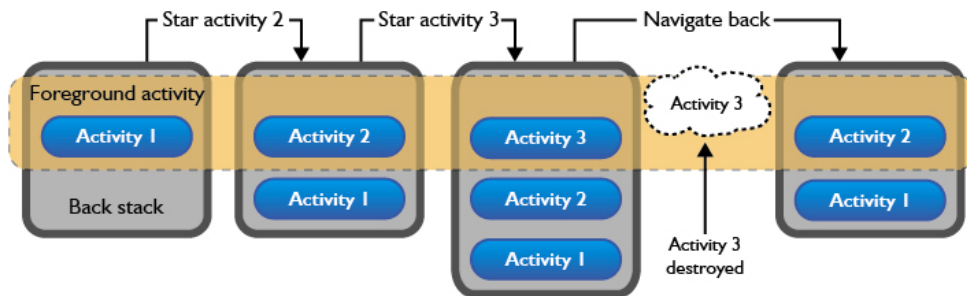 Star activity 2
Star activity 3
Navigate back
Foreground activity
Activity 1
Back stack
Activity 2
Activity 1
Activity 3
Activity 2
Activity 1
Activity 3
Activity 3
destroyed
Activity 2
Activity 1